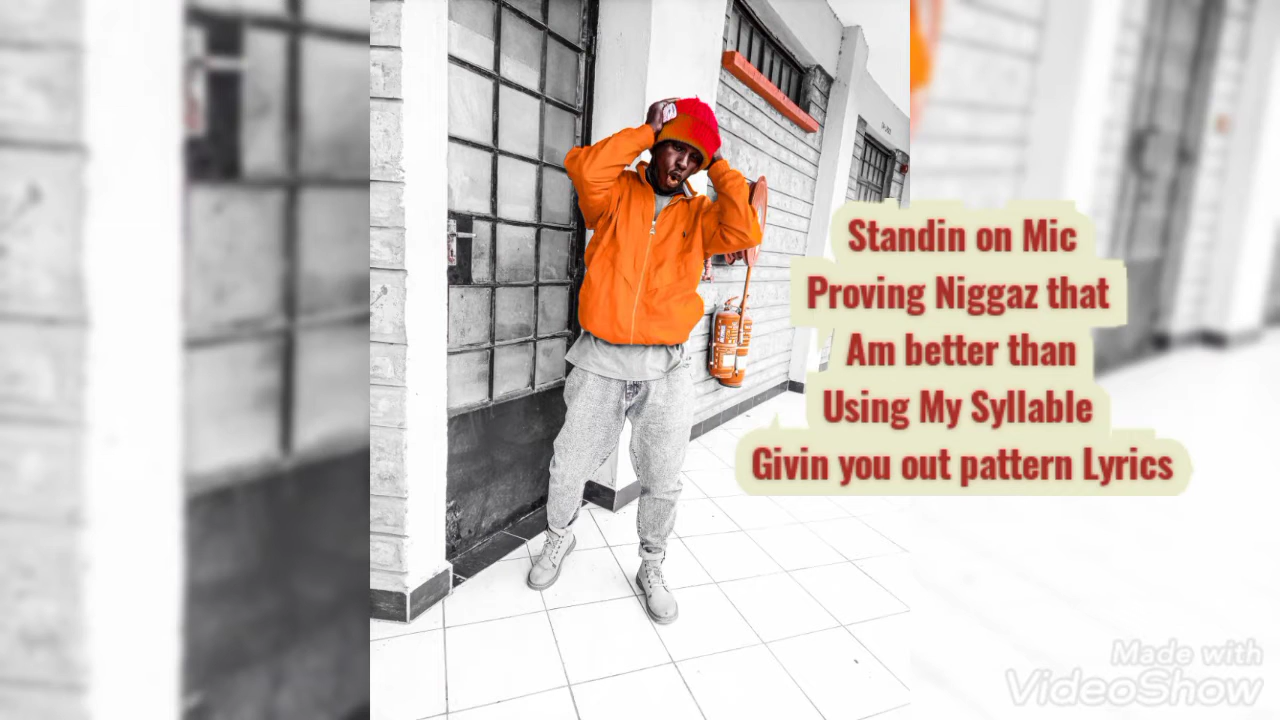 Standin on Mic
Proving Niggaz that
Am better than
Using My Syllable
Givin you out pattern Lyrics
Made with
VideoShow